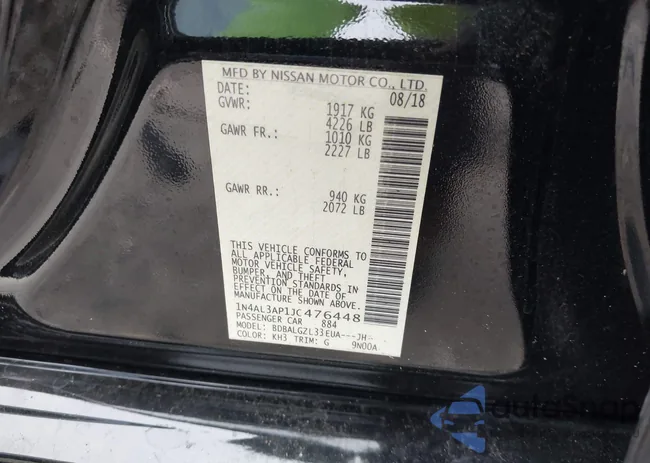 MFD BY NISSAN MOTOR CO., LTD.
DATE: 08/18
GVWR: 1917 KG
4226 LB
GAWR FR.: 1010 KG
2227 LB
GAWR RR.: 940 KG
2072 LB
THIS VEHICLE CONFORMS TO
ALL APPLICABLE FEDERAL
MOTOR VEHICLE SAFETY,
BUMPER, AND THEFT
PREVENTION STANDARDS IN
EFFECT ON THE DATE OF
MANUFACTURE SHOWN ABOVE.
1N4AL3AP1JC476448
PASSENGER CAR 884
MODEL: BDBALGZL33EUA---JH-
COLOR: KH3 TRIM: G 9N00A
autoshop